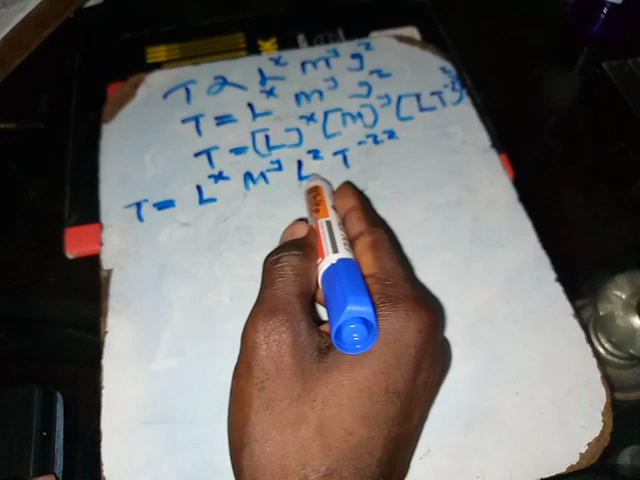 T α L^x m^y g^z
T = L^x m^y g^z
T = [L]^x [m]^y [LT^-2]^z
T = L^x m^y L^z T^-2z